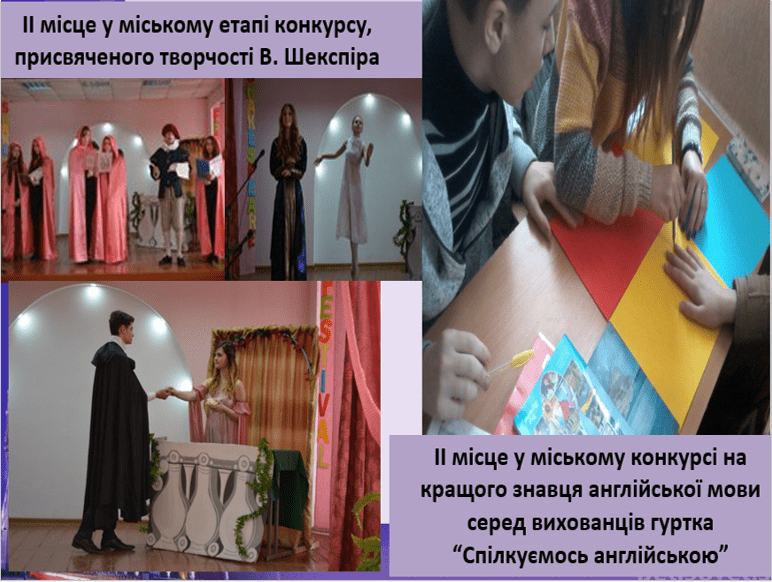 ІІ місце у міському етапі конкурсу,
присвяченого творчості В. Шекспіра
FESTIVAL
ІІ місце у міському конкурсі на
кращого знавця англійської мови
серед вихованців гуртка
“Спілкуємось англійською”